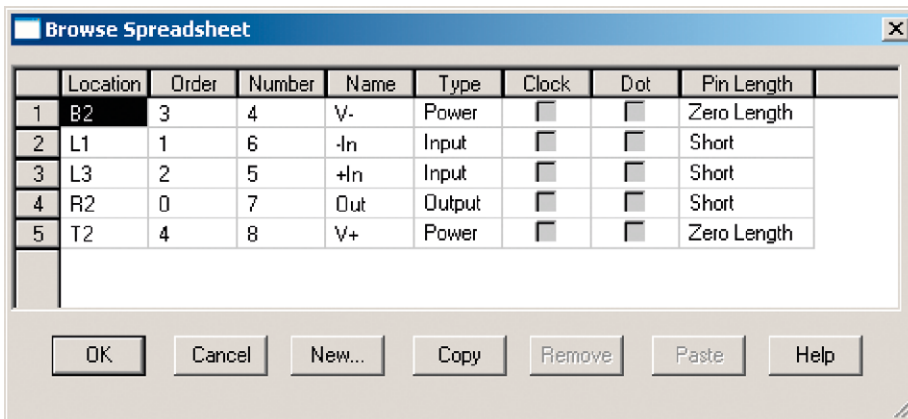 Browse Spreadsheet
Location Order Number Name Type Clock Dot Pin Length
1 B2 3 4 V- Power Zero Length
2 L1 1 6 -In Input Short
3 L3 2 5 +In Input Short
4 R2 0 7 Out Output Short
5 T2 4 8 V+ Power Zero Length
OK Cancel New... Copy Remove Paste Help